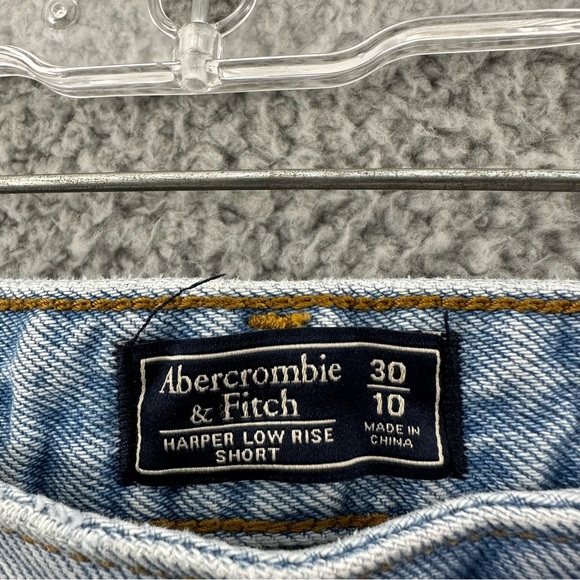 Abercrombie
& Fitch
HARPER LOW RISE
SHORT
30
10
MADE IN
CHINA